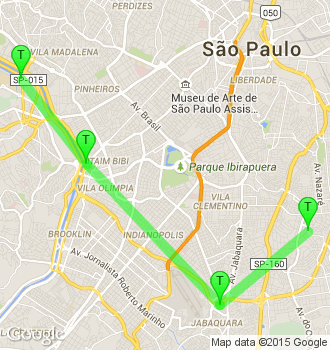 PERDIZES
BOM RETIRO
050
VILA MADALENA
São Paulo
SP-015
PINHEIROS
LIBERDADE
Museu de Arte de
São Paulo Assis...
Av. Brasil
ITAIM BIBI
Parque Ibirapuera
VILA OLIMPIA
VILA
CLEMENTINO
Av. Nazaré
BROOKLIN
INDIANÓPOLIS
Av. Jornalista Roberto Marinho
Av. Jabaquara
SP-160
Av. do C
JABAQUARA
Google
Map data ©2015 Google
T
T
T
T